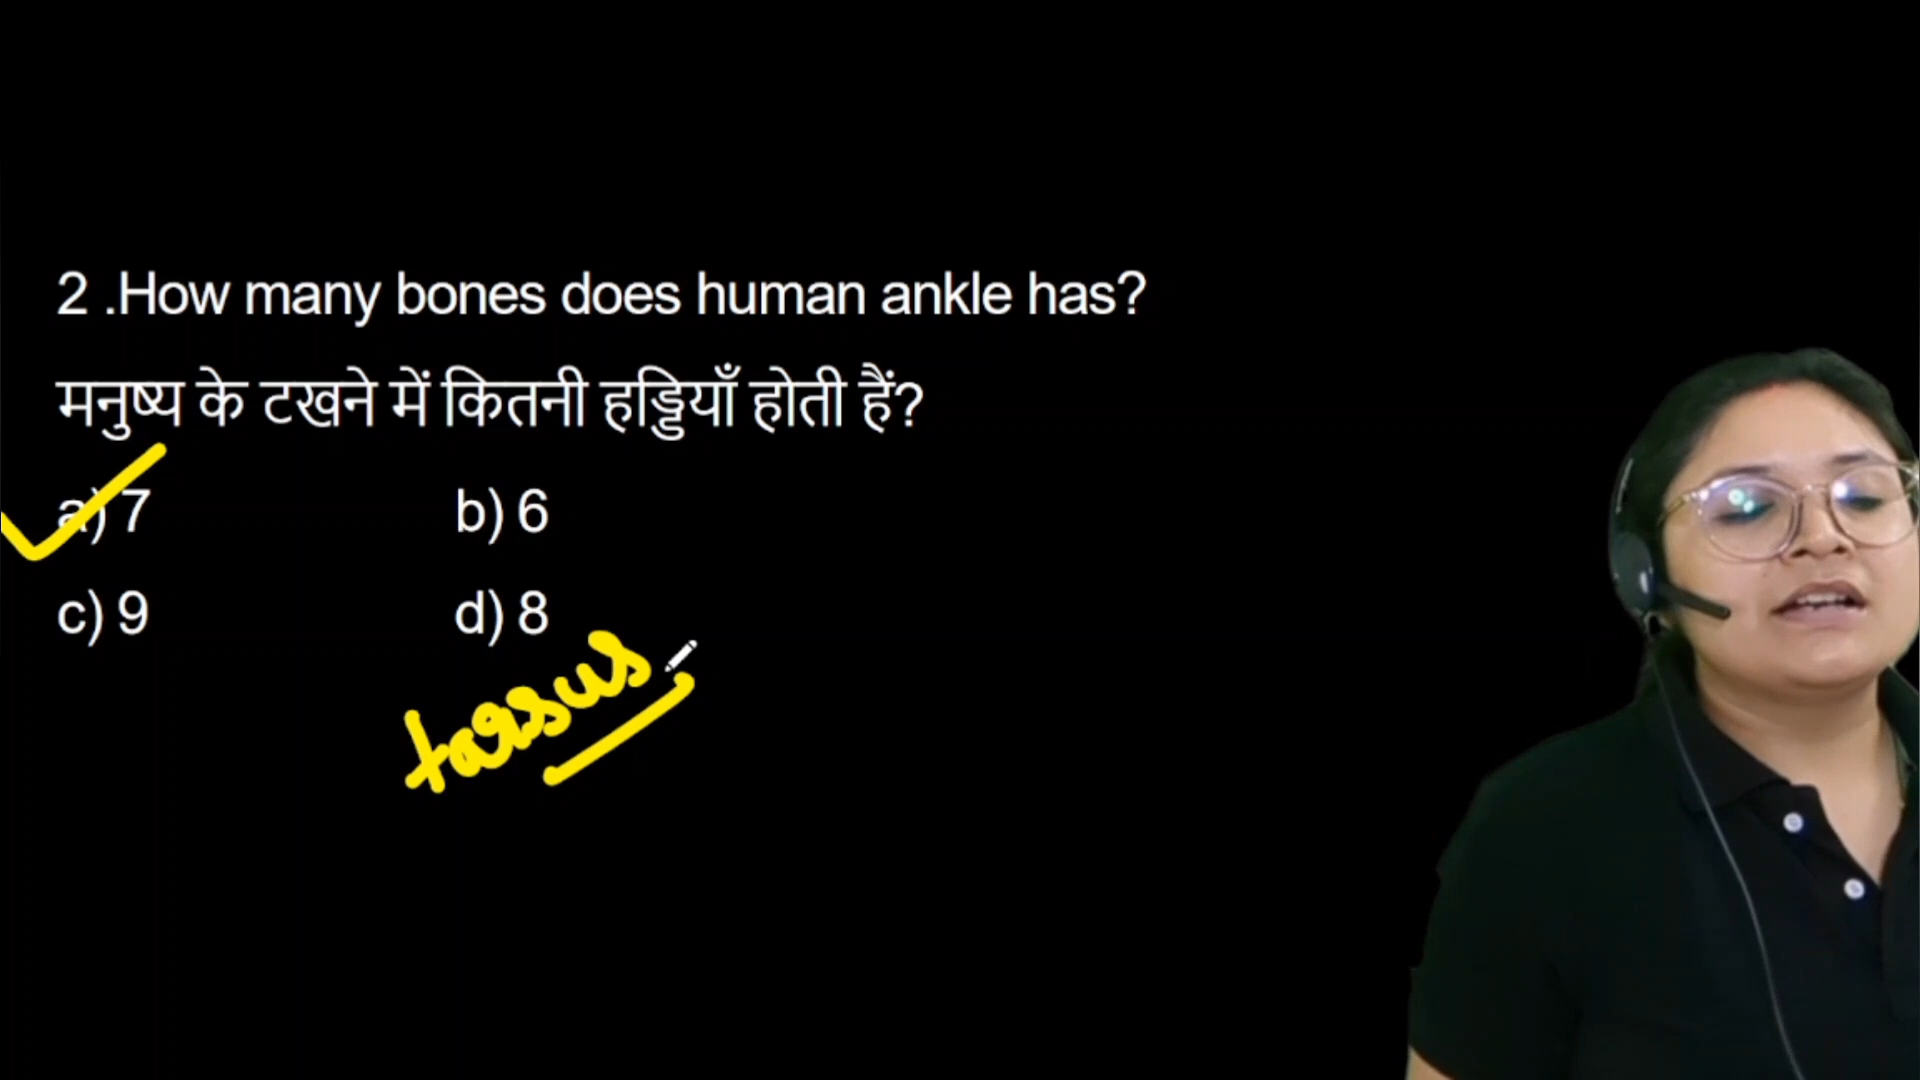 2 .How many bones does human ankle has?
मनुष्य के टखने में कितनी हड्डियाँ होती हैं?
a) 7 b) 6
c) 9 d) 8
tarsus